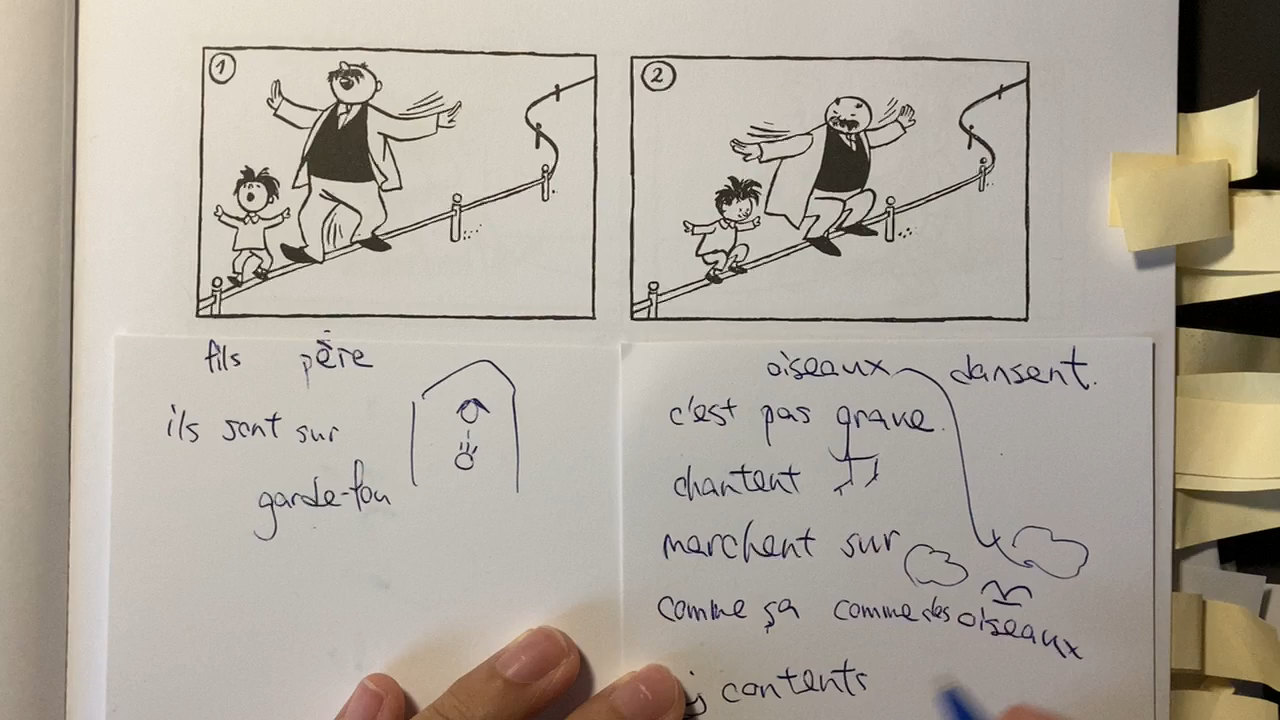 1
2
fils père
ils sont sur
garde-fou
oiseaux dansent.
c'est pas grave.
chantent
marchent sur
comme ça comme des oiseaux
contents